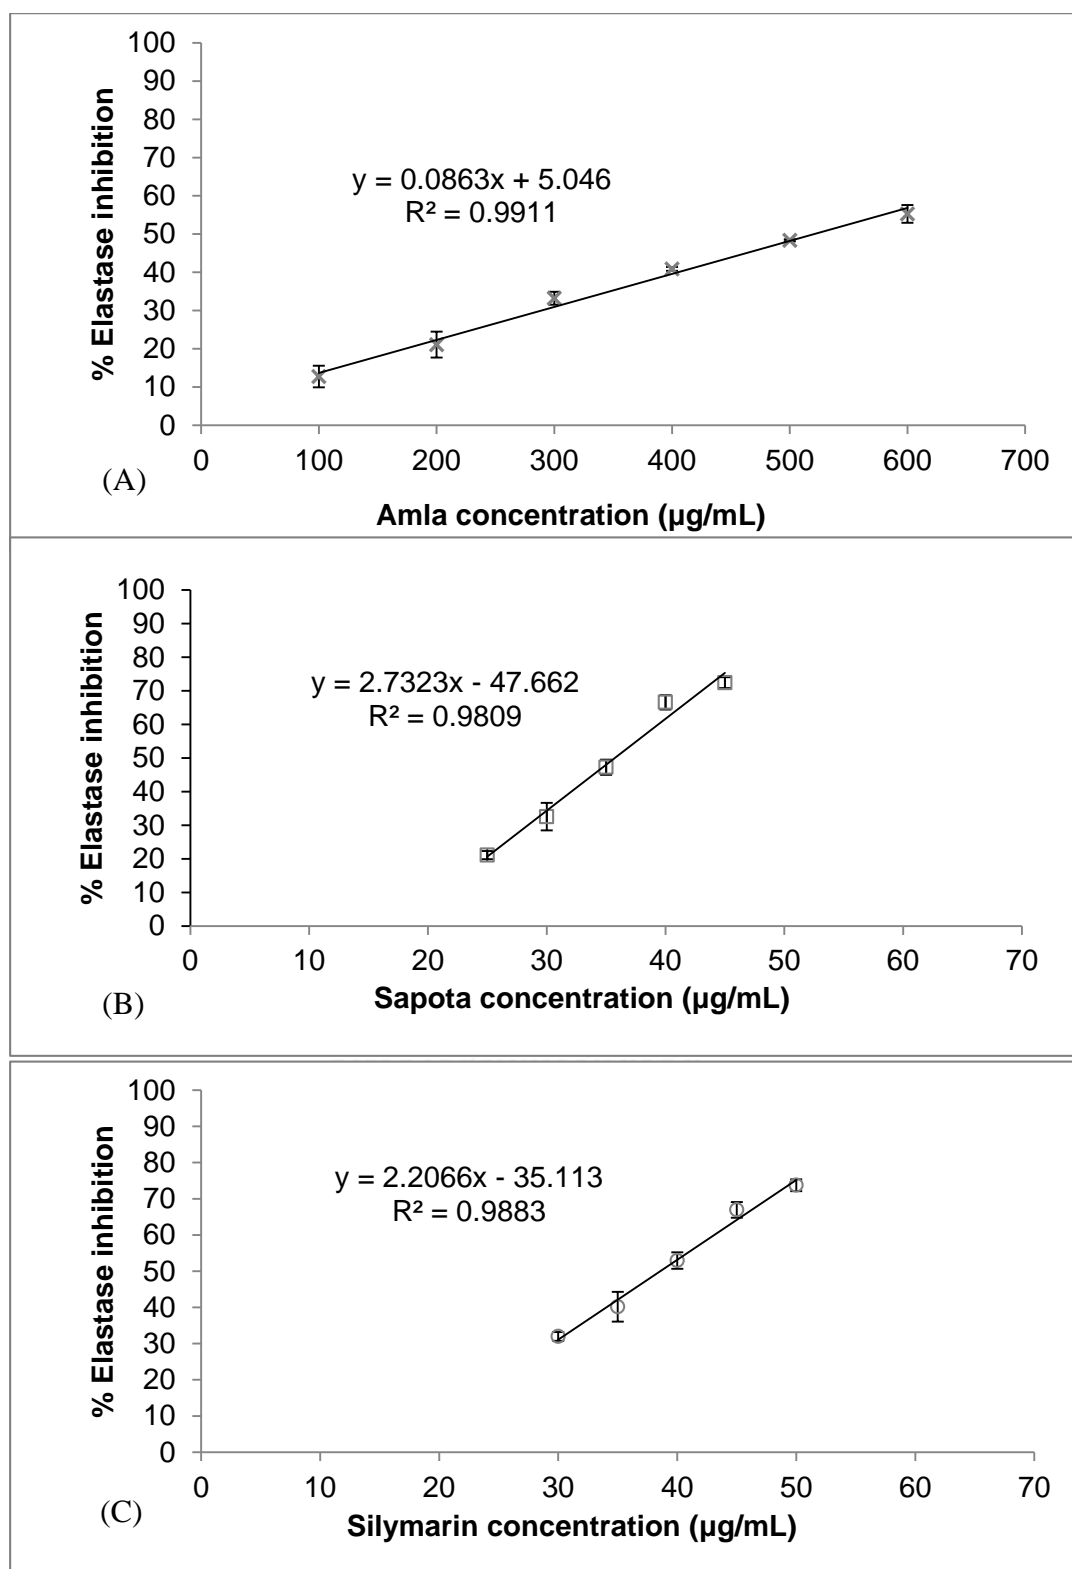 100
90
80
70
60
50
40
30
20
10
0
% Elastase inhibition
y = 0.0863x + 5.046
R² = 0.9911
0 100 200 300 400 500 600 700
(A)
Amla concentration (µg/mL)
100
90
80
70
60
50
40
30
20
10
0
% Elastase inhibition
y = 2.7323x - 47.662
R² = 0.9809
0 10 20 30 40 50 60 70
(B)
Sapota concentration (µg/mL)
100
90
80
70
60
50
40
30
20
10
0
% Elastase inhibition
y = 2.2066x - 35.113
R² = 0.9883
0 10 20 30 40 50 60 70
(C)
Silymarin concentration (µg/mL)